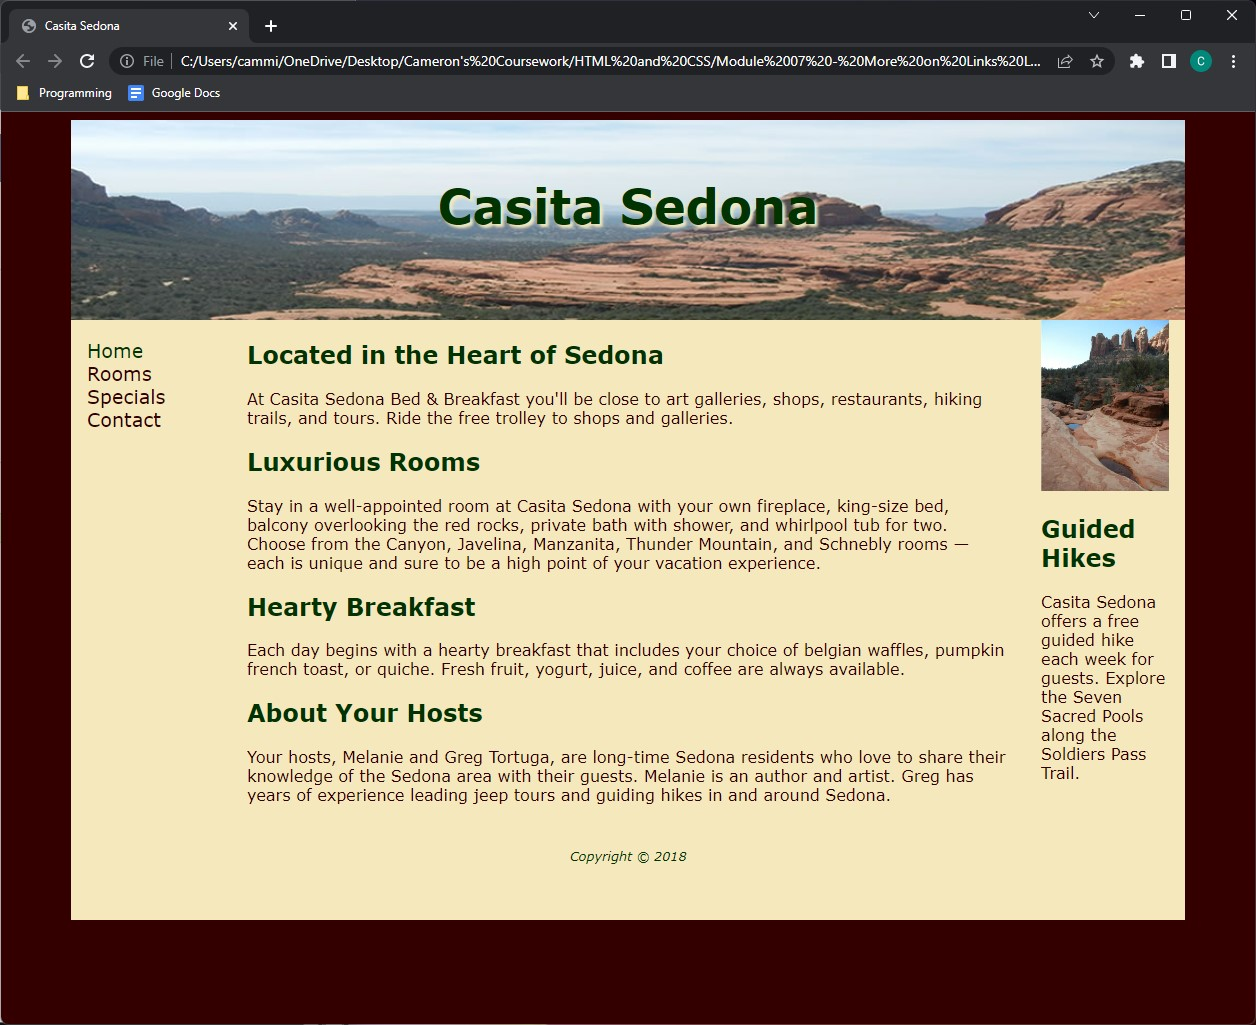 Casita Sedona
File
C:/Users/cammi/OneDrive/Desktop/Cameron's%20Coursework/HTML%20and%20CSS/Module%2007%20-%20More%20on%20Links%20L...
C
Programming
Google Docs
Casita Sedona
Home
Rooms
Specials
Contact
Located in the Heart of Sedona
At Casita Sedona Bed & Breakfast you'll be close to art galleries, shops, restaurants, hiking
trails, and tours. Ride the free trolley to shops and galleries.
Luxurious Rooms
Stay in a well-appointed room at Casita Sedona with your own fireplace, king-size bed,
balcony overlooking the red rocks, private bath with shower, and whirlpool tub for two.
Choose from the Canyon, Javelina, Manzanita, Thunder Mountain, and Schnebly rooms —
each is unique and sure to be a high point of your vacation experience.
Hearty Breakfast
Each day begins with a hearty breakfast that includes your choice of belgian waffles, pumpkin
french toast, or quiche. Fresh fruit, yogurt, juice, and coffee are always available.
About Your Hosts
Your hosts, Melanie and Greg Tortuga, are long-time Sedona residents who love to share their
knowledge of the Sedona area with their guests. Melanie is an author and artist. Greg has
years of experience leading jeep tours and guiding hikes in and around Sedona.
Guided
Hikes
Casita Sedona
offers a free
guided hike
each week for
guests. Explore
the Seven
Sacred Pools
along the
Soldiers Pass
Trail.
Copyright © 2018